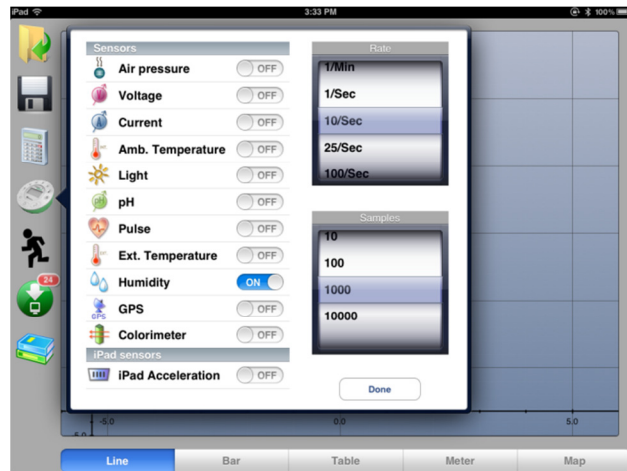 iPad 3:33 PM 100%
Sensors
Air pressure OFF
Voltage OFF
Current OFF
Amb. Temperature OFF
Light OFF
pH OFF
Pulse OFF
Ext. Temperature OFF
Humidity ON
GPS GPS OFF
Colorimeter OFF
iPad sensors
iPad Acceleration OFF
Rate
1/Min
1/Sec
10/Sec
25/Sec
100/Sec
Samples
10
100
1000
10000
Done
24
-5.0 0.0 5.0
Line Bar Table Meter Map